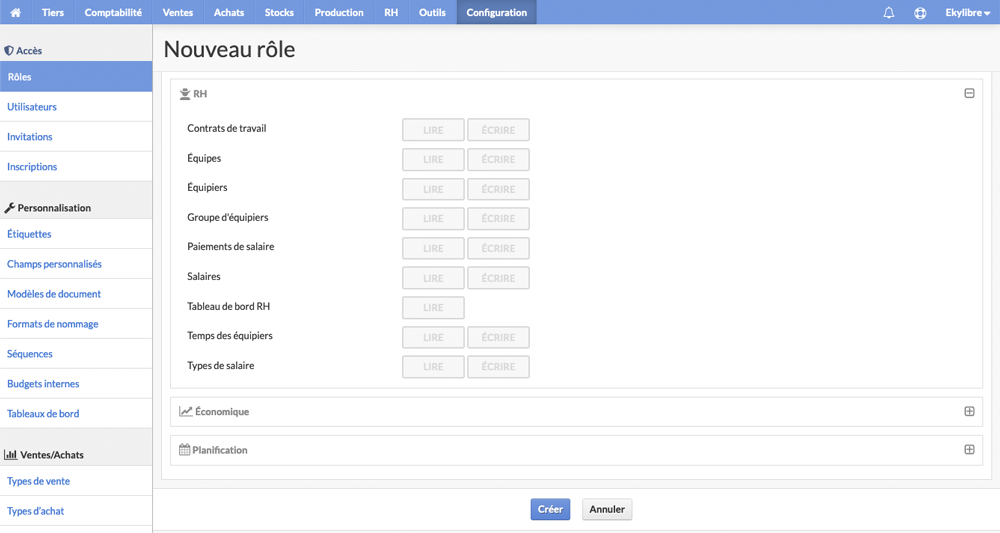 Tiers Comptabilité Ventes Achats Stocks Production RH Outils Configuration Ekylibre
Accès
Rôles
Utilisateurs
Invitations
Inscriptions
Personnalisation
Étiquettes
Champs personnalisés
Modèles de document
Formats de nommage
Séquences
Budgets internes
Tableaux de bord
Ventes/Achats
Types de vente
Types d'achat
Nouveau rôle
RH
Contrats de travail LIRE ÉCRIRE
Équipes LIRE ÉCRIRE
Équipiers LIRE ÉCRIRE
Groupe d'équipiers LIRE ÉCRIRE
Paiements de salaire LIRE ÉCRIRE
Salaires LIRE ÉCRIRE
Tableau de bord RH LIRE
Temps des équipiers LIRE ÉCRIRE
Types de salaire LIRE ÉCRIRE
Économique
Planification
Créer Annuler